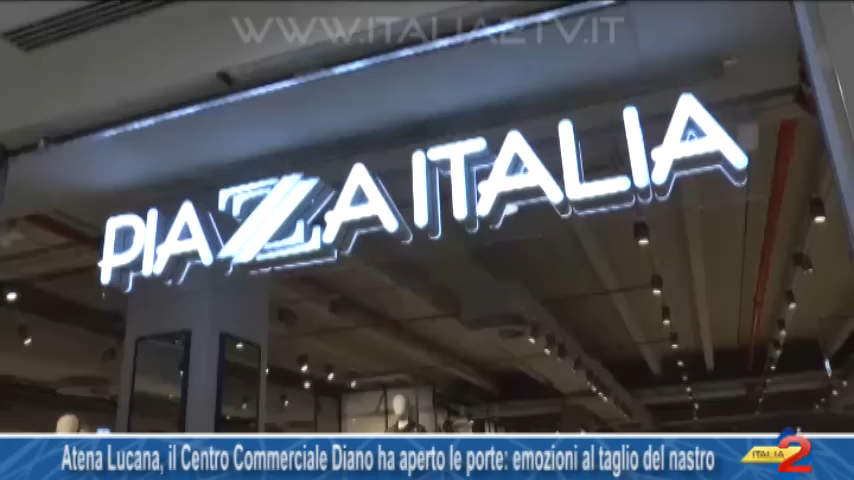 WWW.ITALIA2TV.IT
PIAZZA ITALIA
Atena Lucana, il Centro Commerciale Diano ha aperto le porte: emozioni al taglio del nastro
ITALIA 2